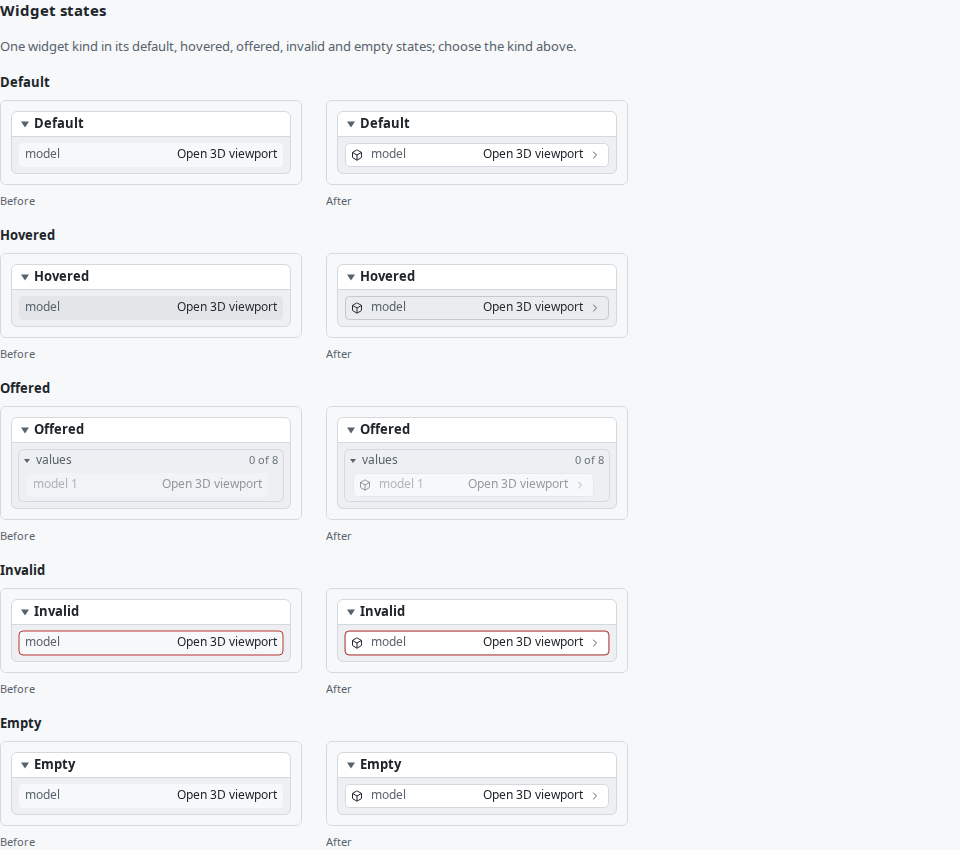 Widget states
One widget kind in its default, hovered, offered, invalid and empty states; choose the kind above.
Default
Default
model Open 3D viewport
Before
Default
model Open 3D viewport
After
Hovered
Hovered
model Open 3D viewport
Before
Hovered
model Open 3D viewport
After
Offered
Offered
values 0 of 8
model 1 Open 3D viewport
Before
Offered
values 0 of 8
model 1 Open 3D viewport
After
Invalid
Invalid
model Open 3D viewport
Before
Invalid
model Open 3D viewport
After
Empty
Empty
model Open 3D viewport
Before
Empty
model Open 3D viewport
After